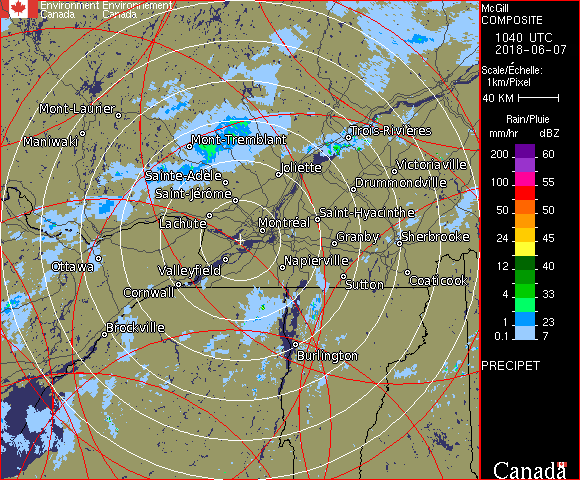 Environment Environnement
Canada Canada
McGill
COMPOSITE
1040 UTC
2018-06-07
Scale/Échelle:
1km/Pixel
40 KM
Rain/Pluie
mm/hr dBZ
200 60
100 55
50 50
24 45
12 40
4 33
1 23
0.1 7
PRECIPET
Canada
Mont-Laurier
Maniwaki
Mont-Tremblant
Trois-Rivières
Joliette
Victoriaville
Sainte-Adèle
Drummondville
Saint-Jérôme
Saint-Hyacinthe
Lachute
Montréal
Granby
Sherbrooke
Ottawa
Valleyfield
Napierville
Cornwall
Sutton
Coaticook
Brockville
Burlington